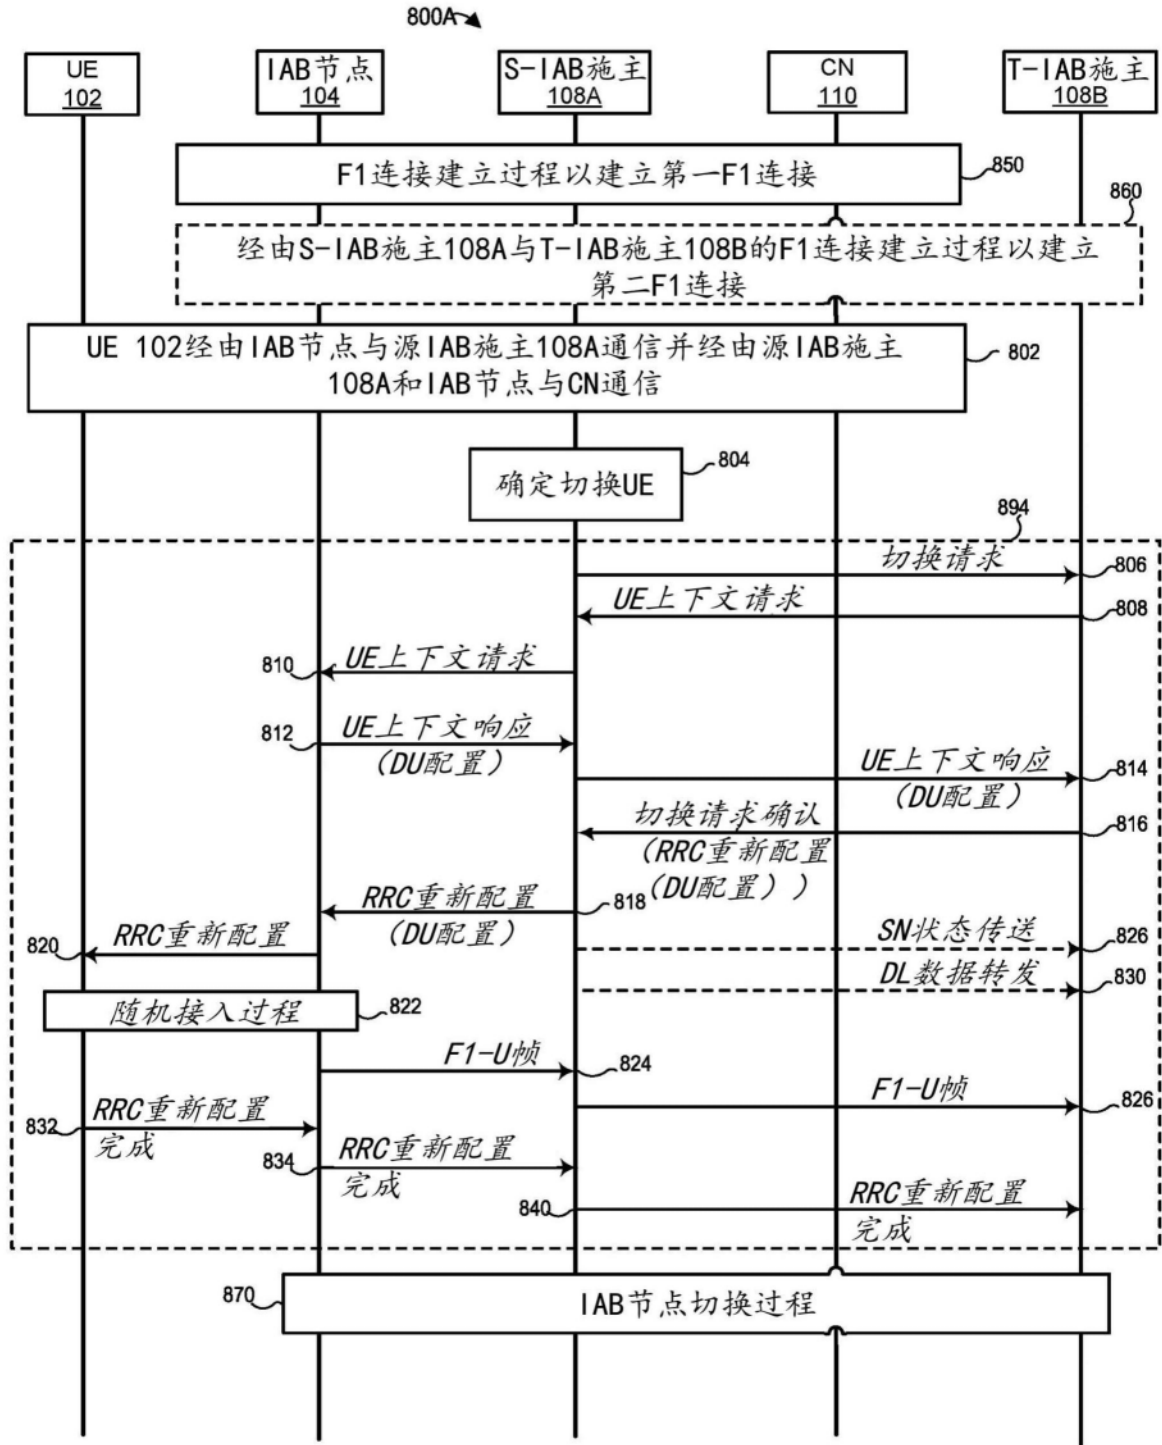 800A
UE
102
IAB节点
104
S-IAB施主
108A
CN
110
T-IAB施主
108B
F1连接建立过程以建立第一F1连接
850
860
经由S-IAB施主108A与T-IAB施主108B的F1连接建立过程以建立
第二F1连接
UE 102经由IAB节点与源IAB施主108A通信并经由源IAB施主
108A和IAB节点与CN通信
802
确定切换UE
804
894
切换请求
806
UE上下文请求
808
810
UE上下文请求
812
UE上下文响应
(DU配置)
UE上下文响应
(DU配置)
814
切换请求确认
(RRC重新配置
(DU配置))
816
RRC重新配置
(DU配置)
818
820
RRC重新配置
SN状态传送
826
DL数据转发
830
随机接入过程
822
F1-U帧
824
F1-U帧
826
832
RRC重新配置
完成
834
RRC重新配置
完成
840
RRC重新配置
完成
870
IAB节点切换过程